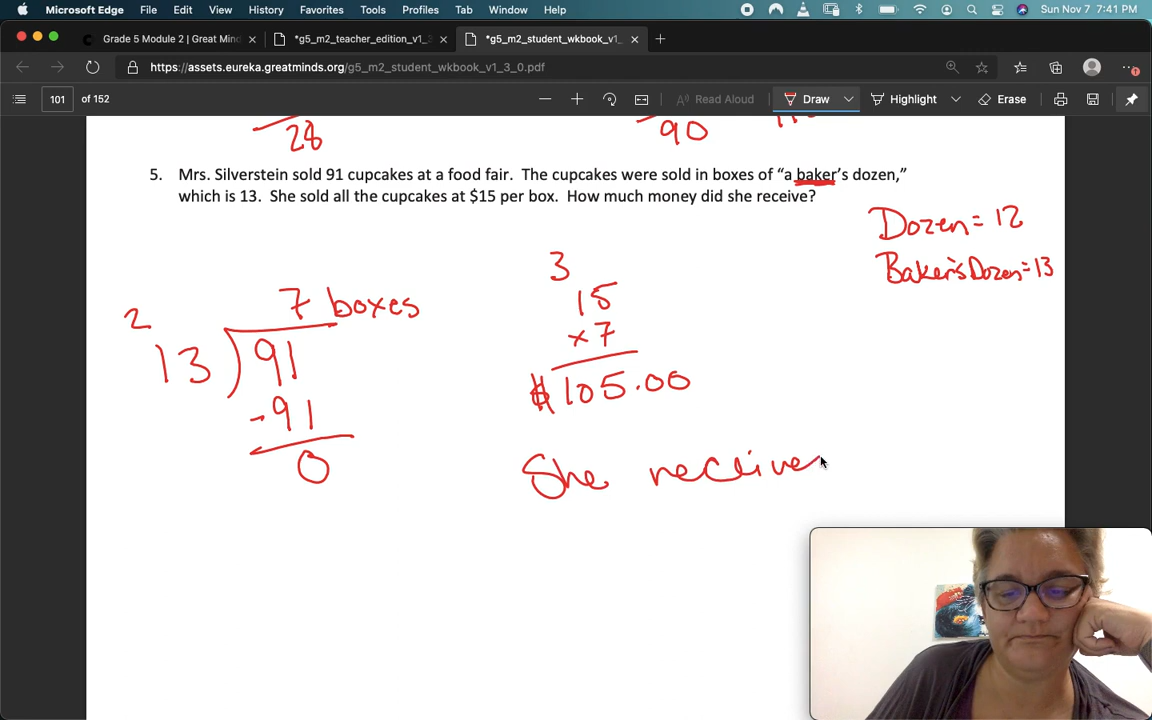 Microsoft Edge File Edit View History Favorites Tools Profiles Tab Window Help Sun Nov 7 7:41 PM
Grade 5 Module 2 | Great Mind *g5_m2_teacher_edition_v1_3 *g5_m2_student_wkbook_v1_
https://assets.eureka.greatminds.org/g5_m2_student_wkbook_v1_3_0.pdf
101 of 152 Read Aloud Draw Highlight Erase
28 90
5. Mrs. Silverstein sold 91 cupcakes at a food fair. The cupcakes were sold in boxes of “a baker’s dozen,”
which is 13. She sold all the cupcakes at $15 per box. How much money did she receive?
Dozen = 12
Baker's Dozen = 13
3
7 boxes
15
2
x 7
13 91
$105.00
- 91
0
She receive